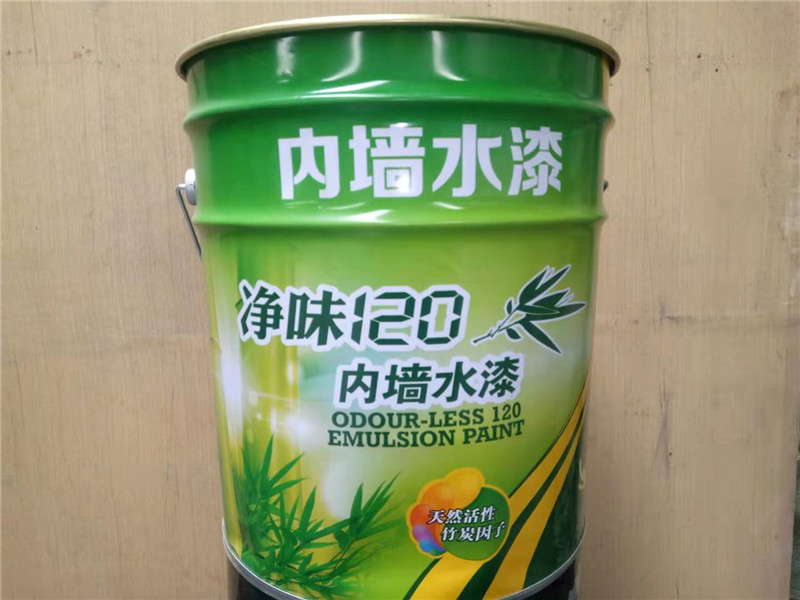 内墙水漆
净味120
内墙水漆
ODOUR-LESS 120
EMULSION PAINT
天然活性
竹炭因子